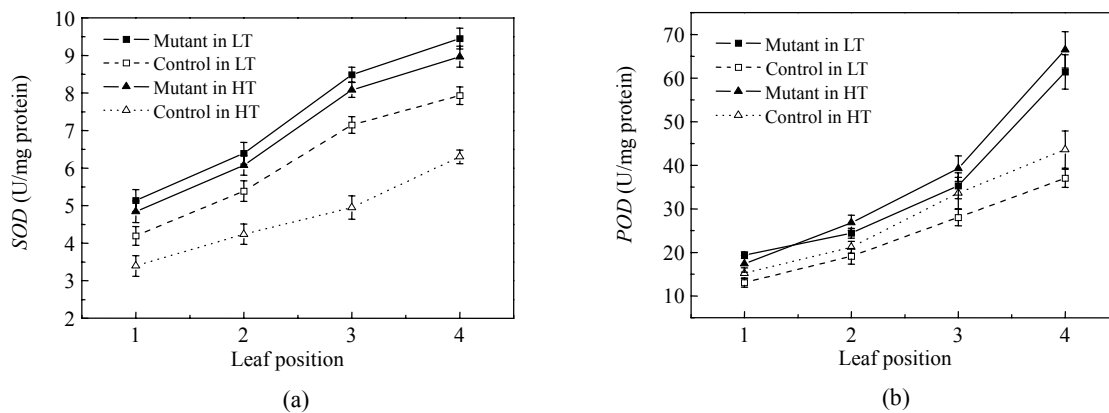 10
9
8
7
6
5
4
3
2
SOD (U/mg protein)
Mutant in LT
Control in LT
Mutant in HT
Control in HT
1 2 3 4
Leaf position
(a)
70
60
50
40
30
20
10
POD (U/mg protein)
Mutant in LT
Control in LT
Mutant in HT
Control in HT
1 2 3 4
Leaf position
(b)